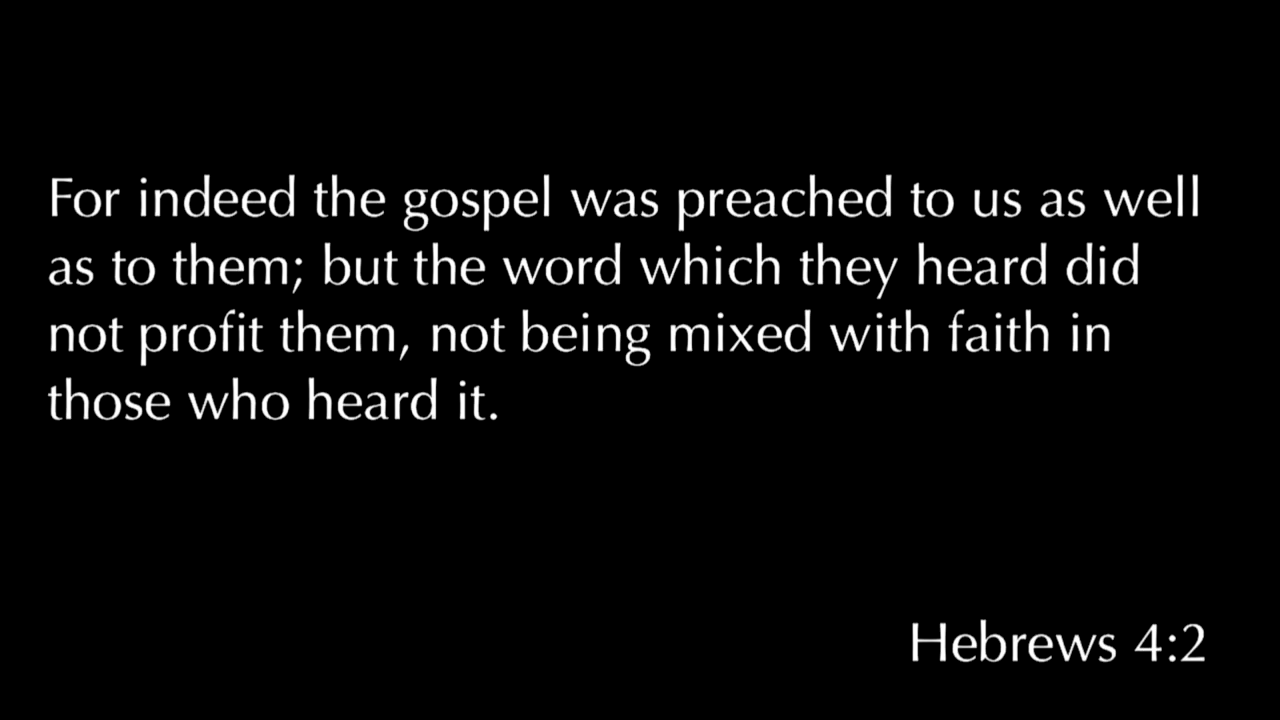 For indeed the gospel was preached to us as well
as to them; but the word which they heard did
not profit them, not being mixed with faith in
those who heard it.
Hebrews 4:2